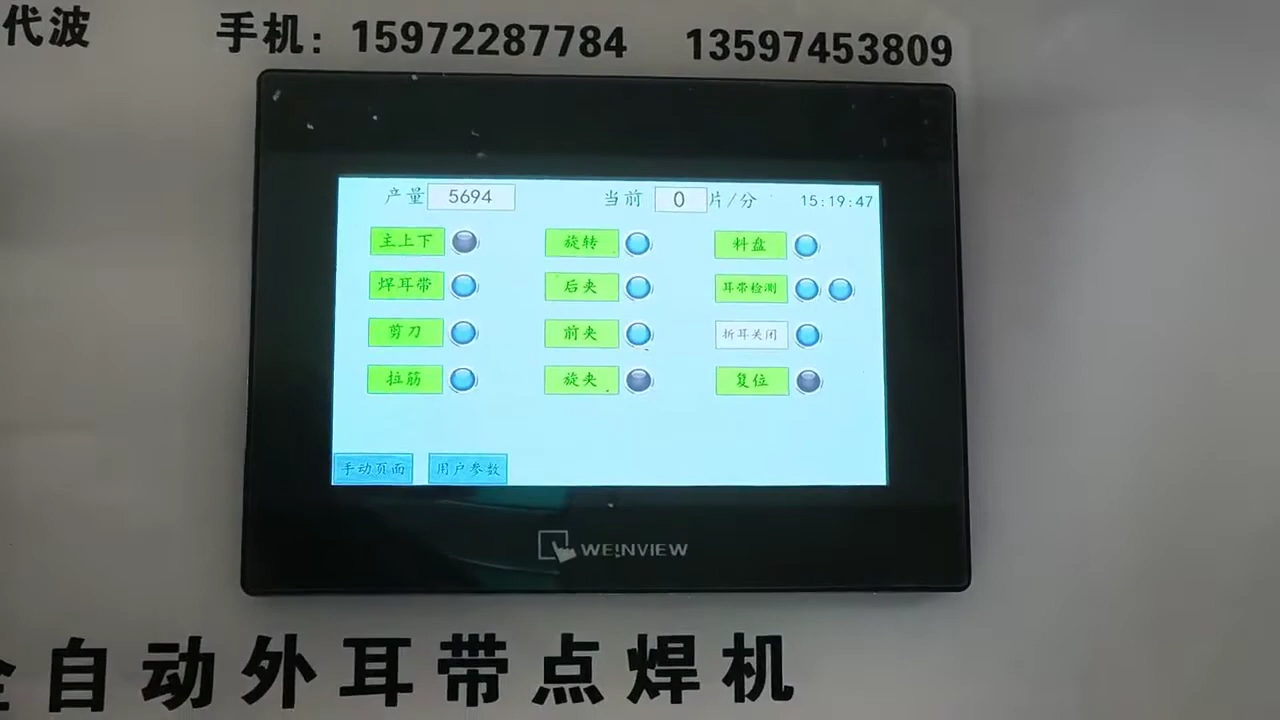 代波 手机：15972287784 13597453809
产量 5694 当前 0 片/分 15:19:47
主上下 旋转 料盘
焊耳带 后夹 耳带检测
剪刀 前夹 折耳关闭
拉筋 旋夹 复位
手动页面 用户参数
WEINVIEW
全自动外耳带点焊机